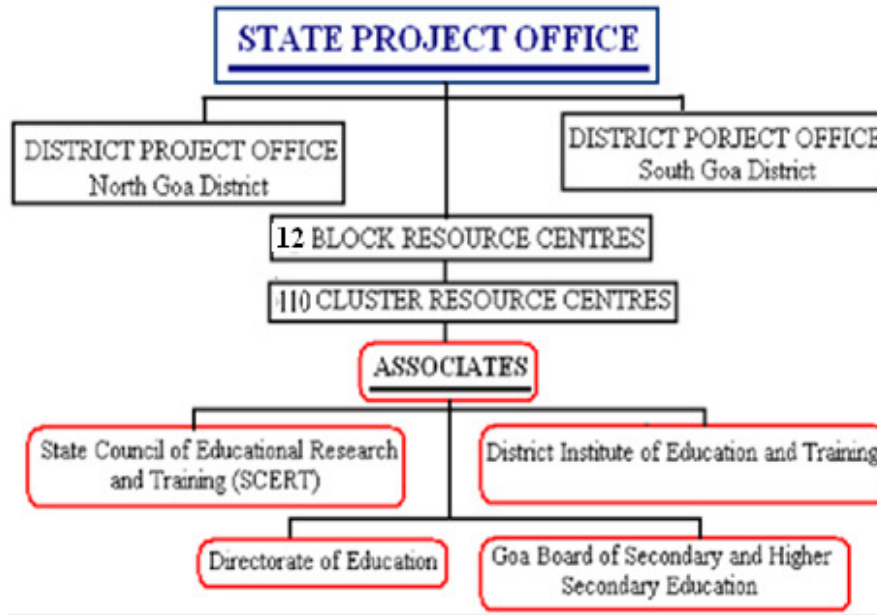 STATE PROJECT OFFICE
DISTRICT PROJECT OFFICE
North Goa District
DISTRICT PORJECT OFFICE
South Goa District
12 BLOCK RESOURCE CENTRES
110 CLUSTER RESOURCE CENTRES
ASSOCIATES
State Council of Educational Research
and Training (SCERT)
District Institute of Education and Training
Directorate of Education
Goa Board of Secondary and Higher
Secondary Education